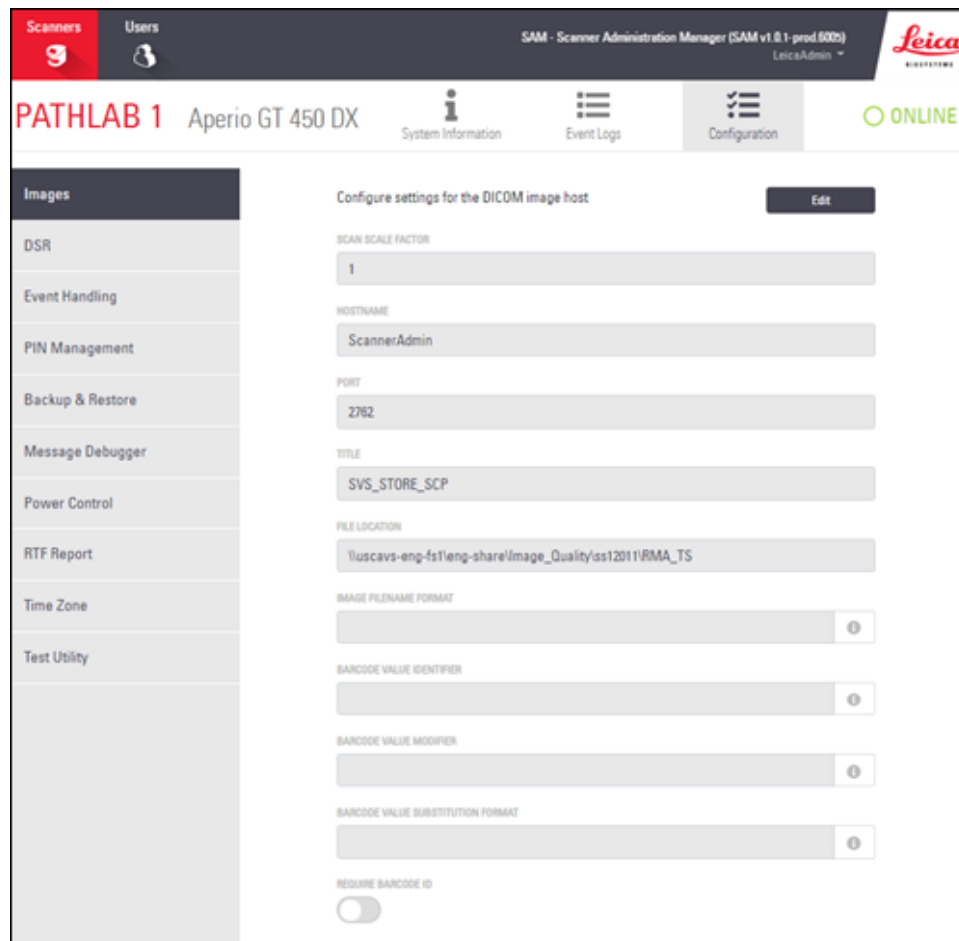 Scanners
Users
SAM - Scanner Administration Manager (SAM v1.0.1-prod.6005)
LeicaAdmin
Leica
BIOSYSTEMS
PATHLAB 1
Aperio GT 450 DX
System Information
Event Logs
Configuration
ONLINE
Images
DSR
Event Handling
PIN Management
Backup & Restore
Message Debugger
Power Control
RTF Report
Time Zone
Test Utility
Configure settings for the DICOM image host
Edit
SCAN SCALE FACTOR
1
HOSTNAME
ScannerAdmin
PORT
2762
TITLE
SVS_STORE_SCP
FILE LOCATION
\\uscavs-eng-fs1\eng-share\Image_Quality\ss12011\RMA_TS
IMAGE FILENAME FORMAT
BARCODE VALUE IDENTIFIER
BARCODE VALUE MODIFIER
BARCODE VALUE SUBSTITUTION FORMAT
REQUIRE BARCODE ID